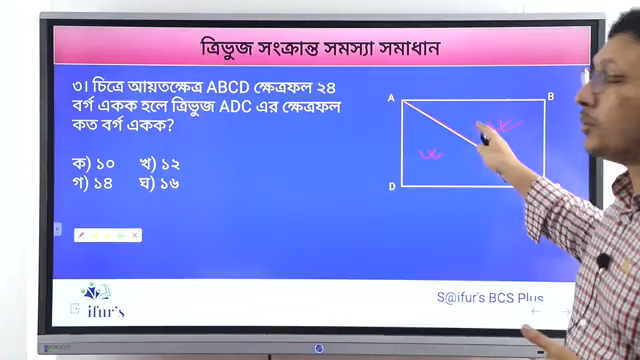 ত্রিভুজ সংক্রান্ত সমস্যা সমাধান
৩। চিত্রে আয়তক্ষেত্র ABCD ক্ষেত্রফল ২৪
বর্গ একক হলে ত্রিভুজ ADC এর ক্ষেত্রফল
কত বর্গ একক?
ক) ১০ খ) ১২
গ) ১৪ ঘ) ১৬
A B
D
S@ifur's BCS Plus
ifur's